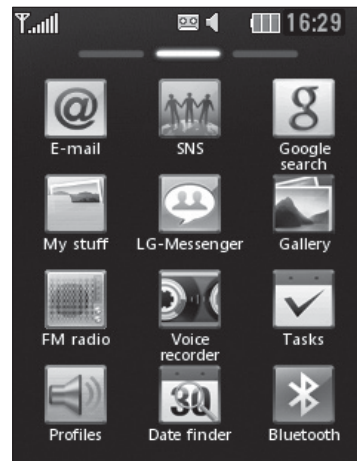 16:29
E-mail
SNS
Google
search
My stuff
LG-Messenger
Gallery
FM radio
Voice
recorder
Tasks
30
Profiles
Date finder
Bluetooth